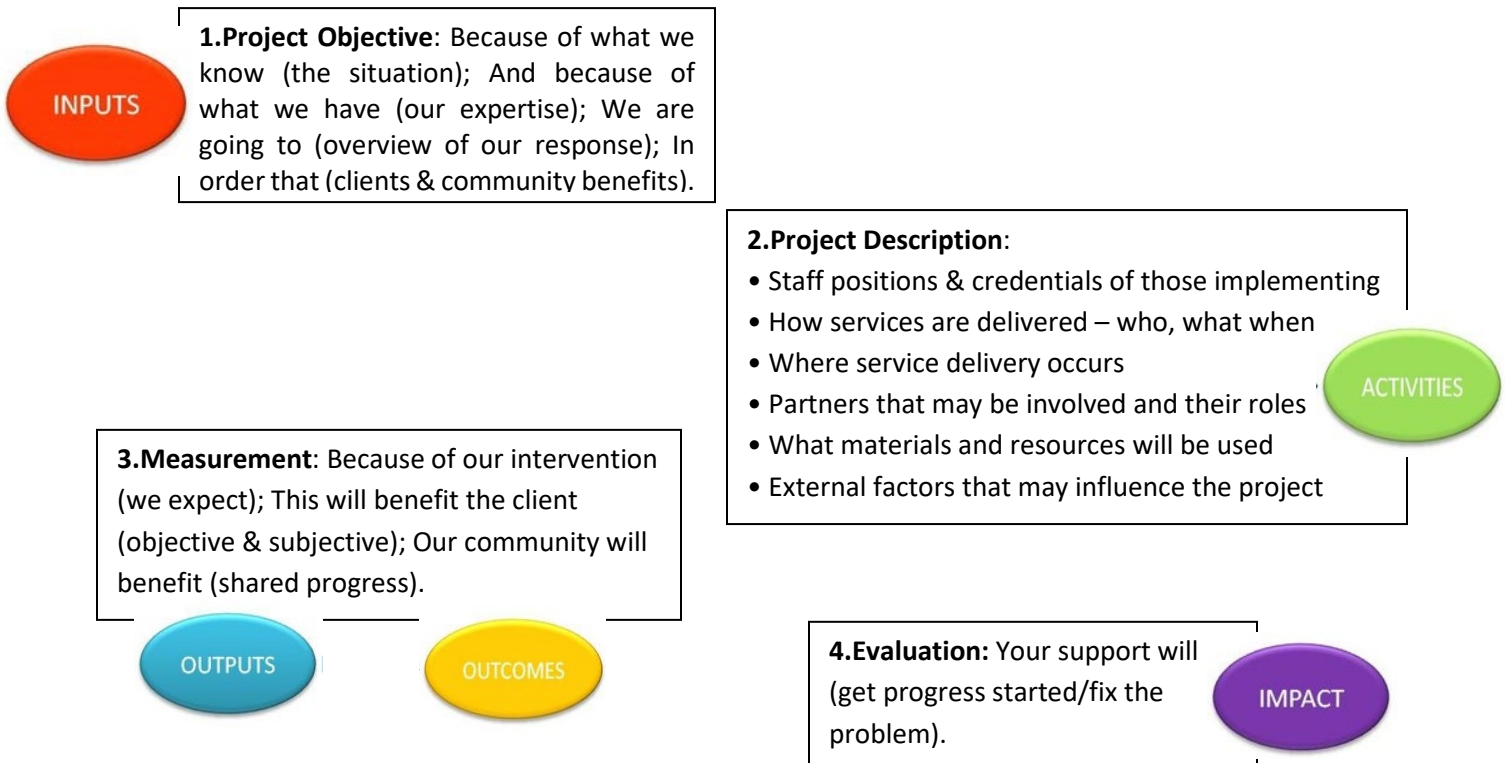 INPUTS
1.Project Objective: Because of what we
know (the situation); And because of
what we have (our expertise); We are
going to (overview of our response); In
order that (clients & community benefits).
2.Project Description:
• Staff positions & credentials of those implementing
• How services are delivered – who, what when
• Where service delivery occurs
• Partners that may be involved and their roles
• What materials and resources will be used
• External factors that may influence the project
ACTIVITIES
3.Measurement: Because of our intervention
(we expect); This will benefit the client
(objective & subjective); Our community will
benefit (shared progress).
OUTPUTS
OUTCOMES
4.Evaluation: Your support will
(get progress started/fix the
problem).
IMPACT